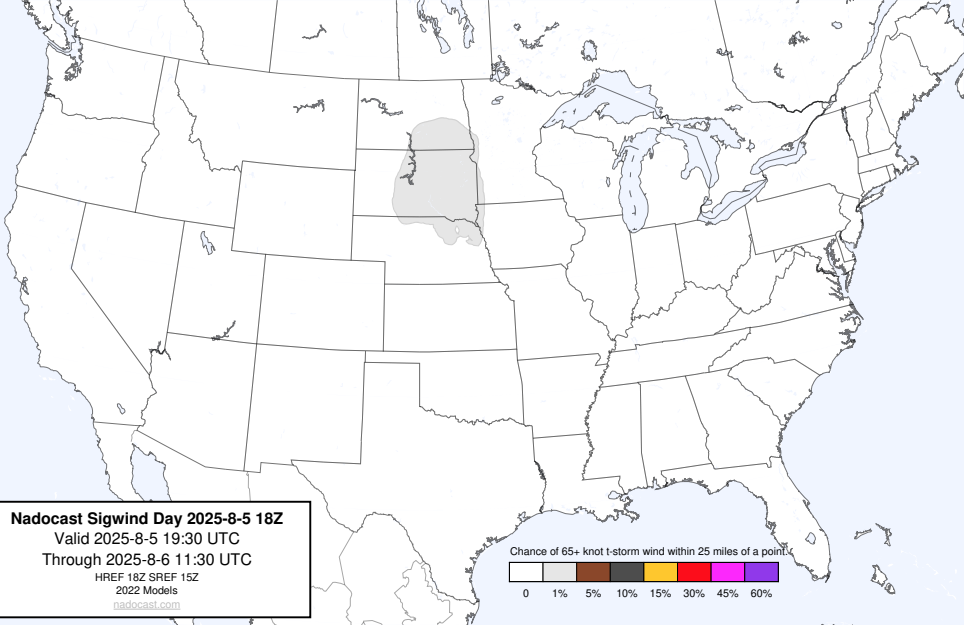 Nadocast Sigwind Day 2025-8-5 18Z
Valid 2025-8-5 19:30 UTC
Through 2025-8-6 11:30 UTC
HREF 18Z SREF 15Z
2022 Models
nadocast.com
Chance of 65+ knot t-storm wind within 25 miles of a point.
0 1% 5% 10% 15% 30% 45% 60%